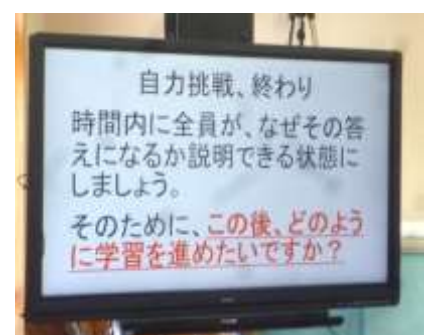 自力挑戦、終わり
時間内に全員が、なぜその答
えになるか説明できる状態に
しましょう。
そのために、この後、どのよう
に学習を進めたいですか？